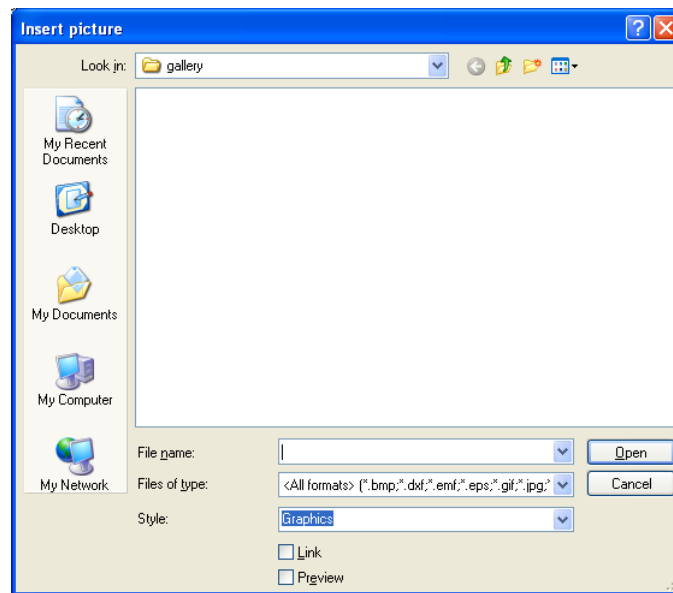 Insert picture
Look in: gallery
My Recent
Documents
Desktop
My Documents
My Computer
My Network
File name:
Open
Files of type: <All formats> (*.bmp;*.dxf;*.emf;*.eps;*.gif;*.jpg;*
Cancel
Style: Graphics
Link
Preview